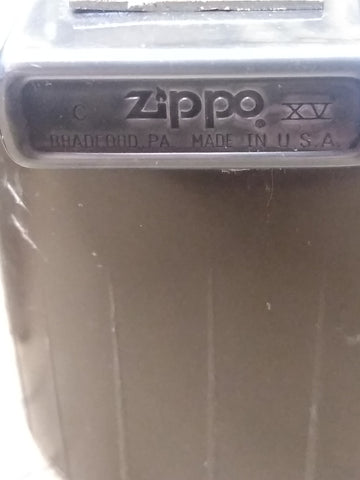 C zippo® XV
BRADFORD, PA. MADE IN U.S.A.